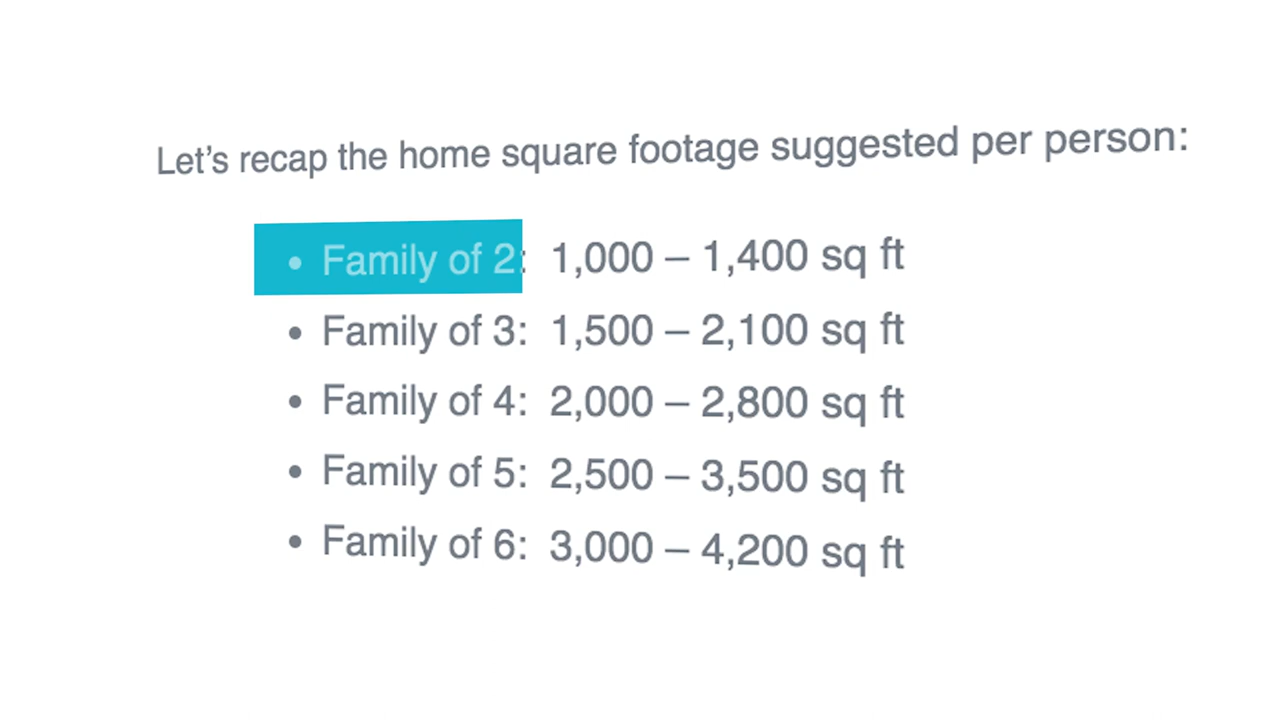 Let’s recap the home square footage suggested per person:
• Family of 2: 1,000 – 1,400 sq ft
• Family of 3: 1,500 – 2,100 sq ft
• Family of 4: 2,000 – 2,800 sq ft
• Family of 5: 2,500 – 3,500 sq ft
• Family of 6: 3,000 – 4,200 sq ft